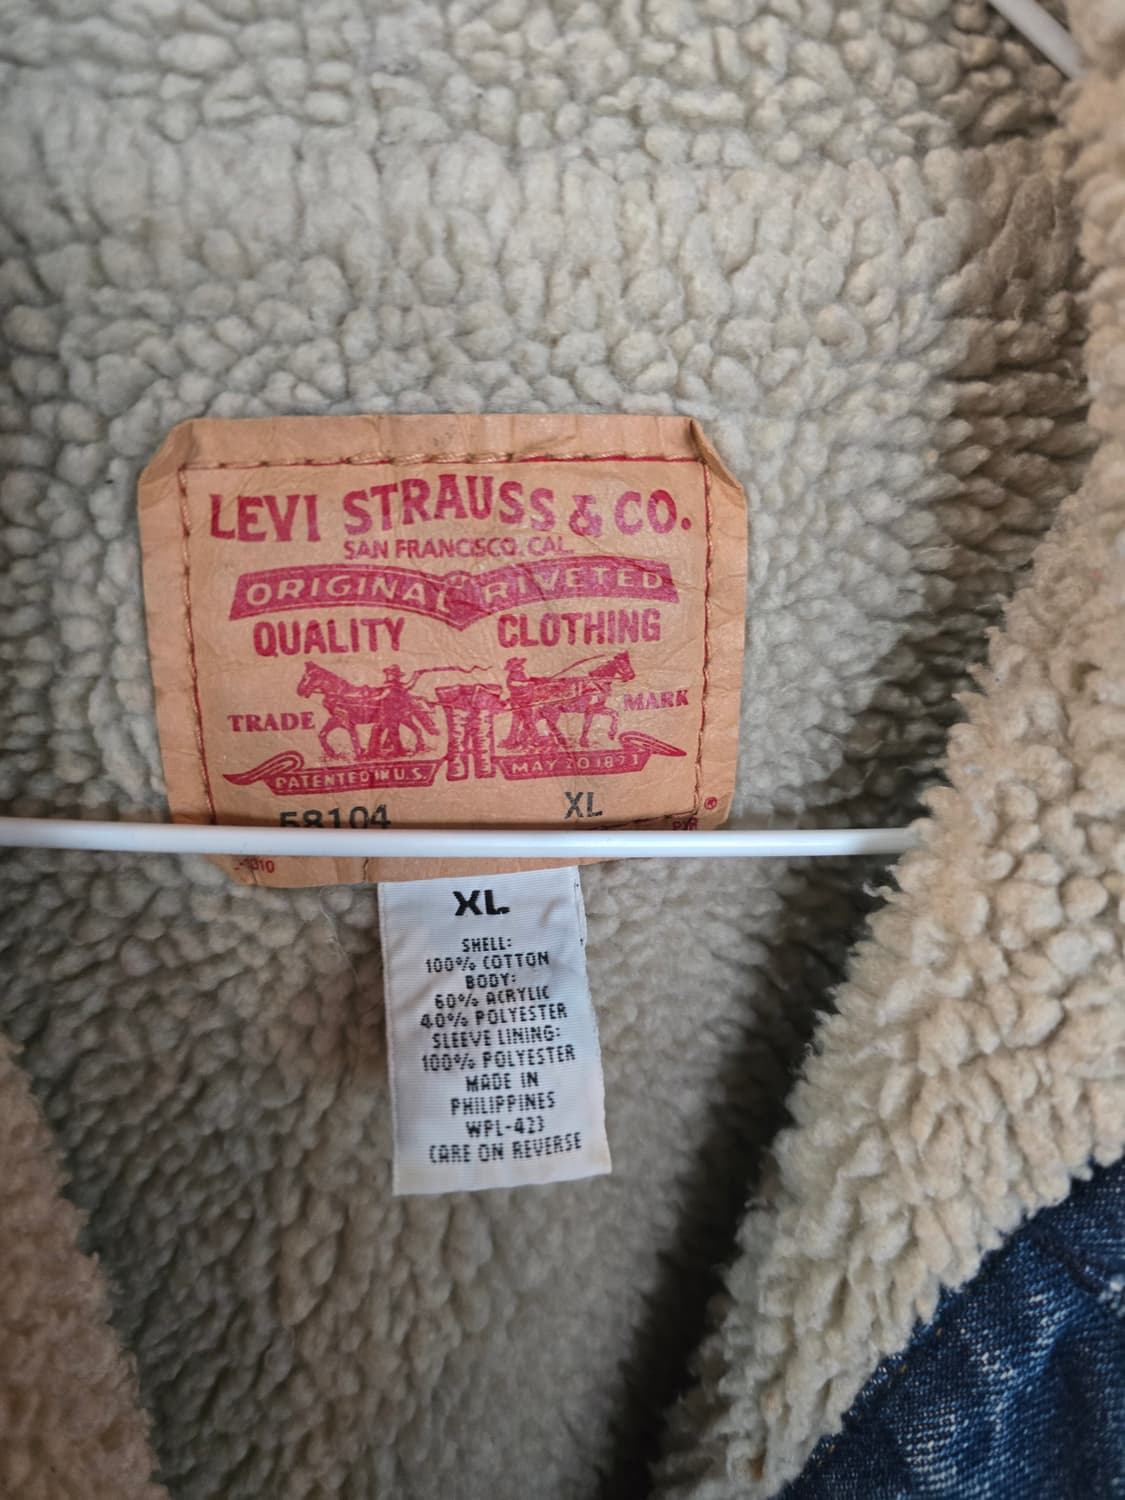 LEVI STRAUSS & CO.
SAN FRANCISCO, CAL.
ORIGINAL RIVETED
QUALITY CLOTHING
TRADE MARK
PATENTED IN U.S. MAY 20 1873
58104 XL ®
XL
SHELL:
100% COTTON
BODY:
60% ACRYLIC
40% POLYESTER
SLEEVE LINING:
100% POLYESTER
MADE IN
PHILIPPINES
WPL-423
CARE ON REVERSE